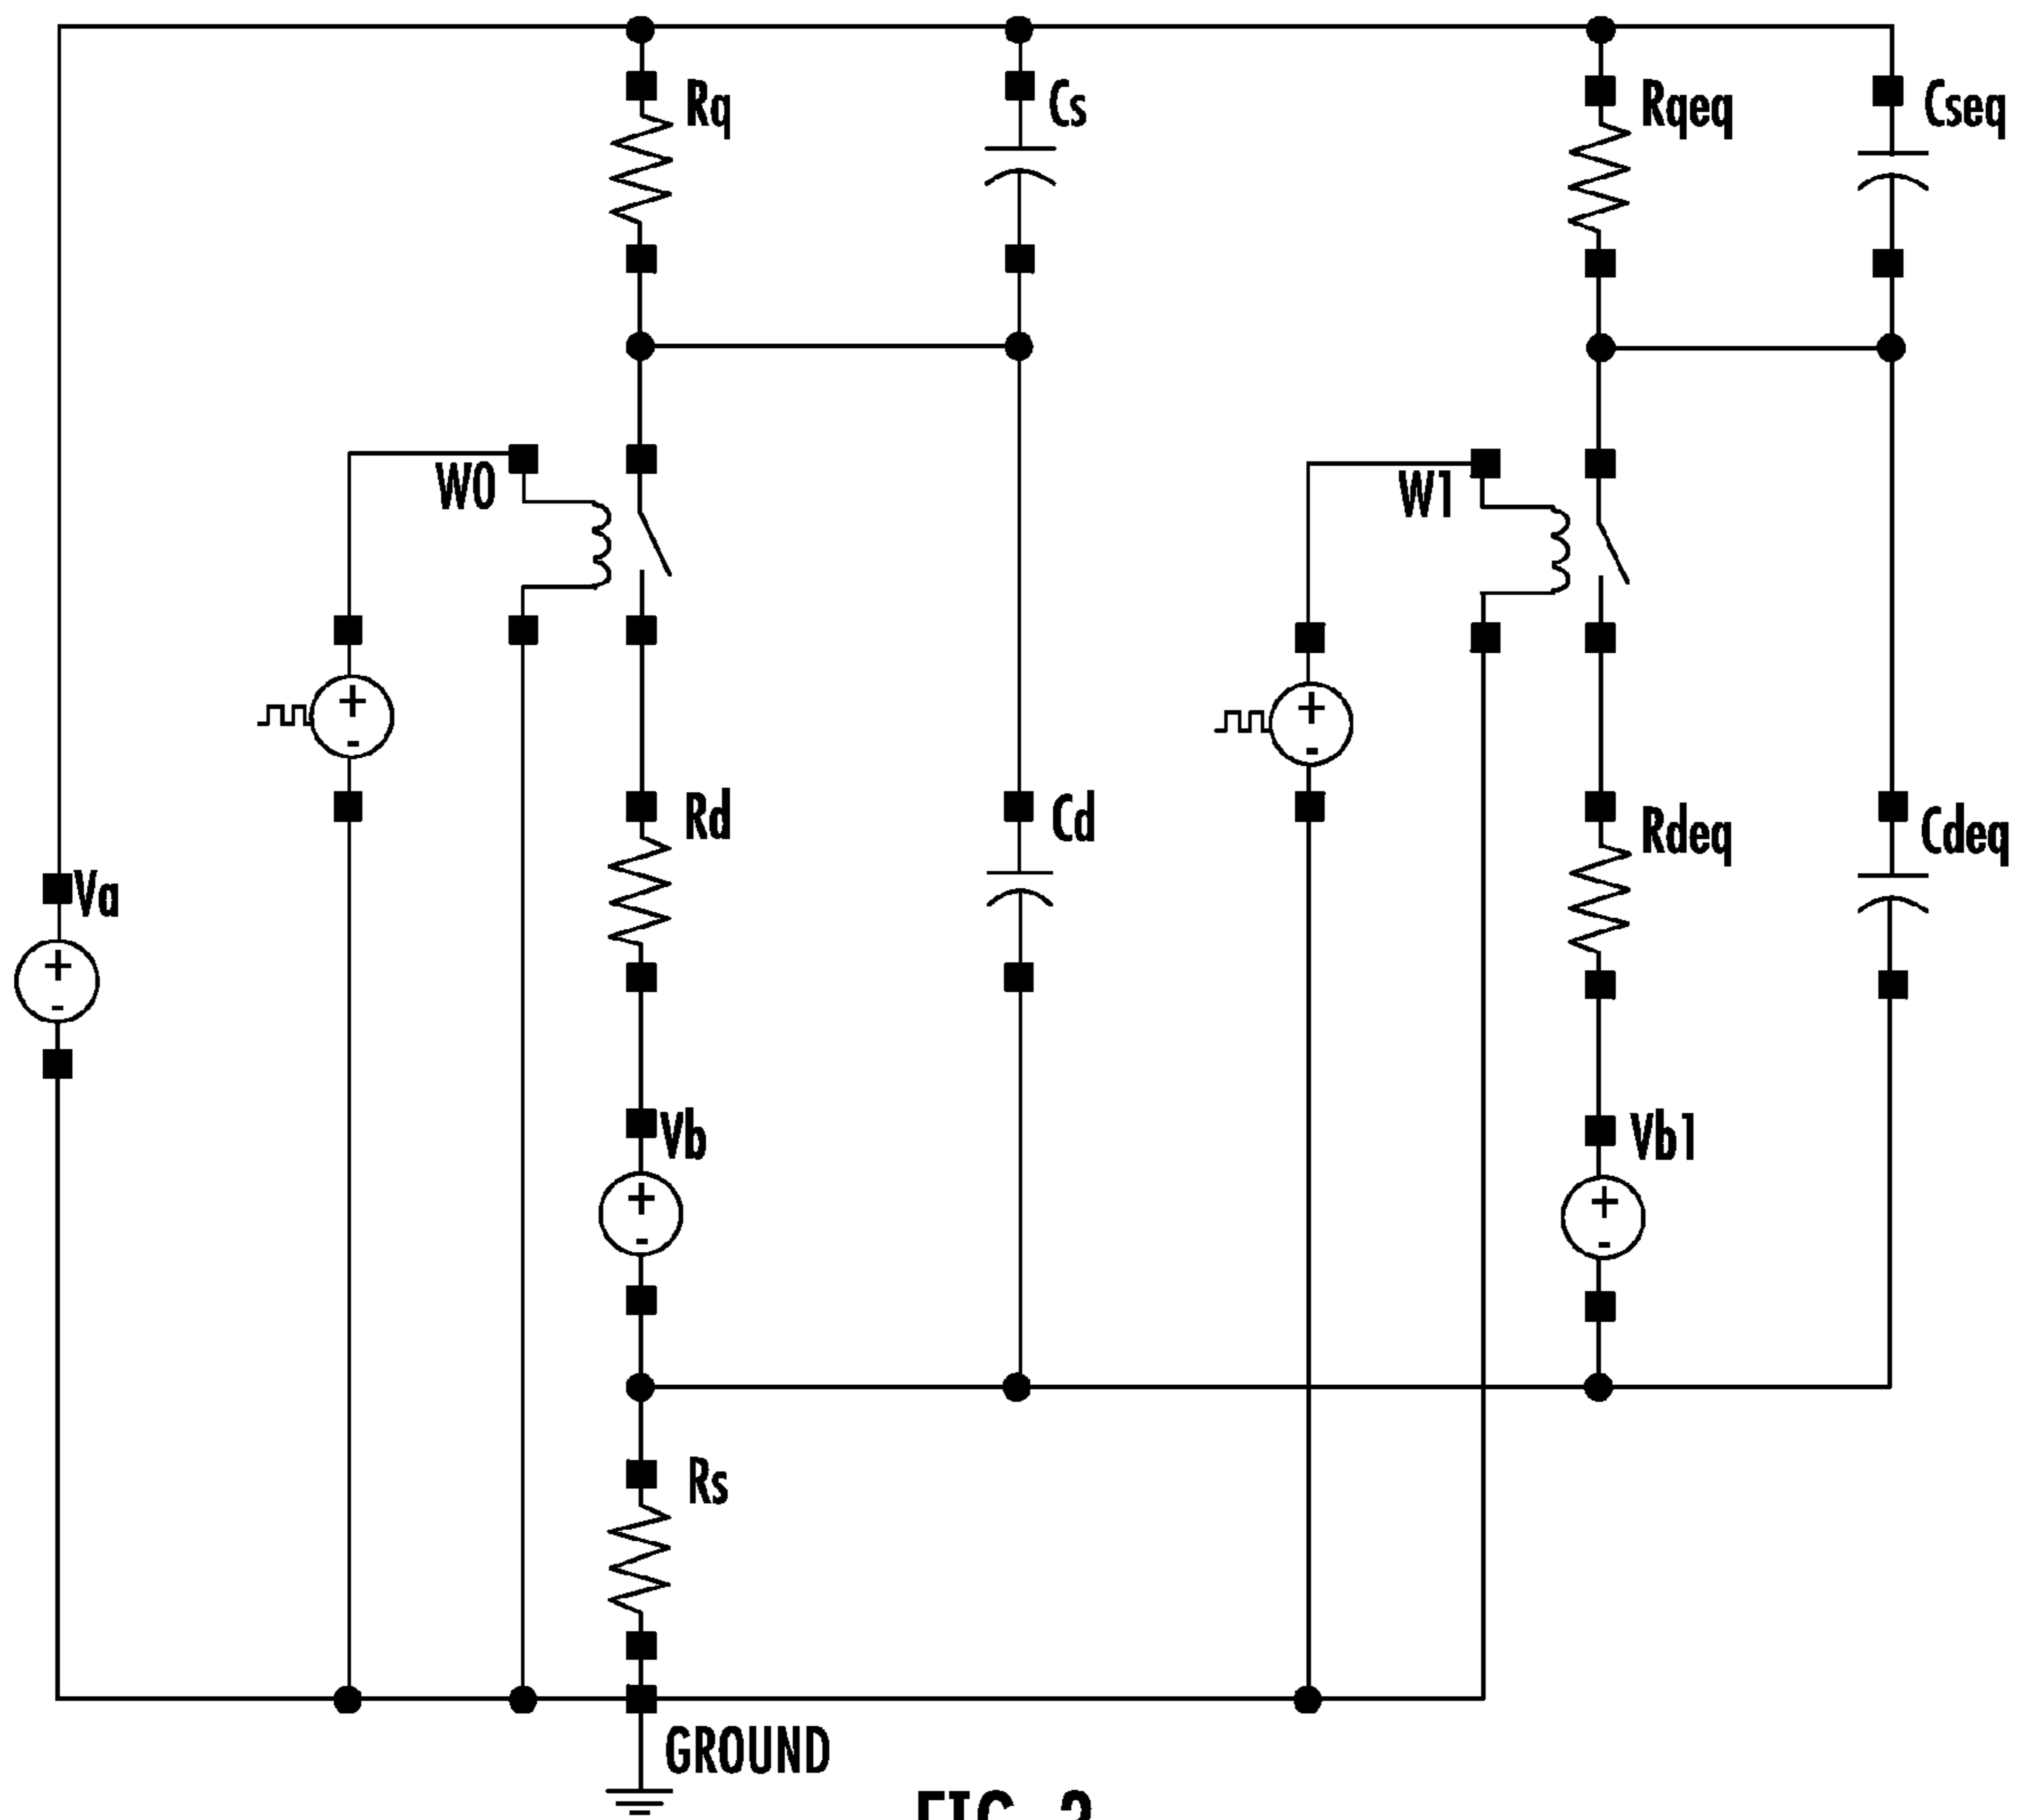 Rq
Cs
Rqeq
Cseq
W0
W1
Rd
Cd
Rdeq
Cdeq
Va
Vb
Vb1
Rs
GROUND